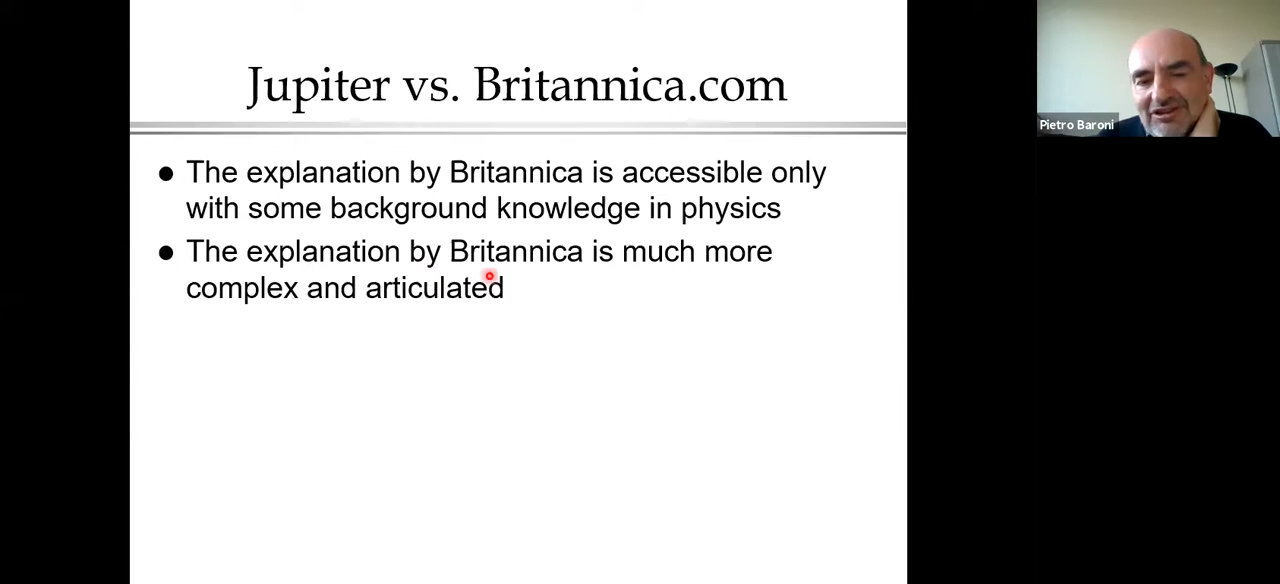 Jupiter vs. Britannica.com
● The explanation by Britannica is accessible only
with some background knowledge in physics
● The explanation by Britannica is much more
complex and articulated
Pietro Baroni